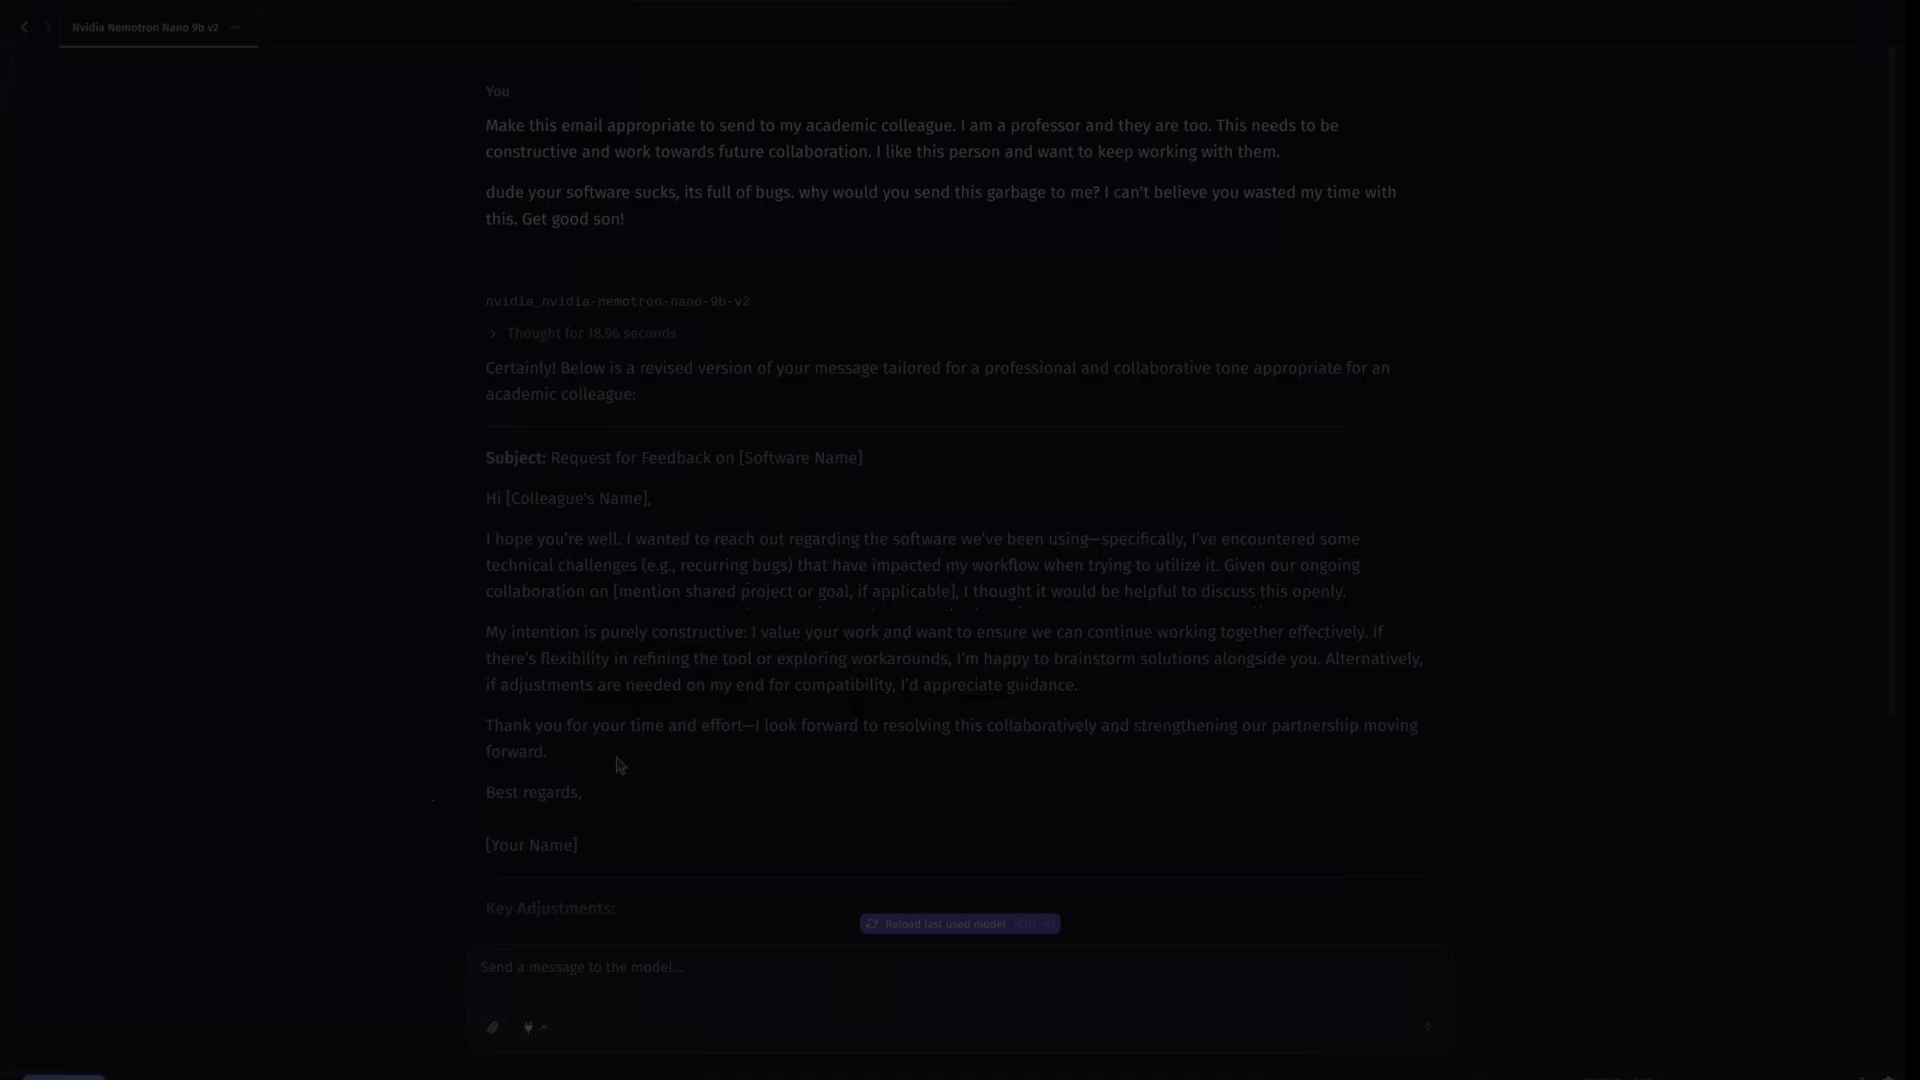 Nvidia Nemotron Nano 9b v2
You
Make this email appropriate to send to my academic colleague. I am a professor and they are too. This needs to be
constructive and work towards future collaboration. I like this person and want to keep working with them.
dude your software sucks, its full of bugs. why would you send this garbage to me? I can't believe you wasted my time with
this. Get good son!
nvidia_nvidia-nemotron-nano-9b-v2
Thought for 18.96 seconds
Certainly! Below is a revised version of your message tailored for a professional and collaborative tone appropriate for an
academic colleague:
Subject: Request for Feedback on [Software Name]
Hi [Colleague's Name],
I hope you're well. I wanted to reach out regarding the software we've been using—specifically, I've encountered some
technical challenges (e.g., recurring bugs) that have impacted my workflow when trying to utilize it. Given our ongoing
collaboration on [mention shared project or goal, if applicable], I thought it would be helpful to discuss this openly.
My intention is purely constructive: I value your work and want to ensure we can continue working together effectively. If
there's flexibility in refining the tool or exploring workarounds, I'm happy to brainstorm solutions alongside you. Alternatively,
if adjustments are needed on my end for compatibility, I'd appreciate guidance.
Thank you for your time and effort—I look forward to resolving this collaboratively and strengthening our partnership moving
forward.
Best regards,
[Your Name]
Key Adjustments:
Reload last used model
Send a message to the model...